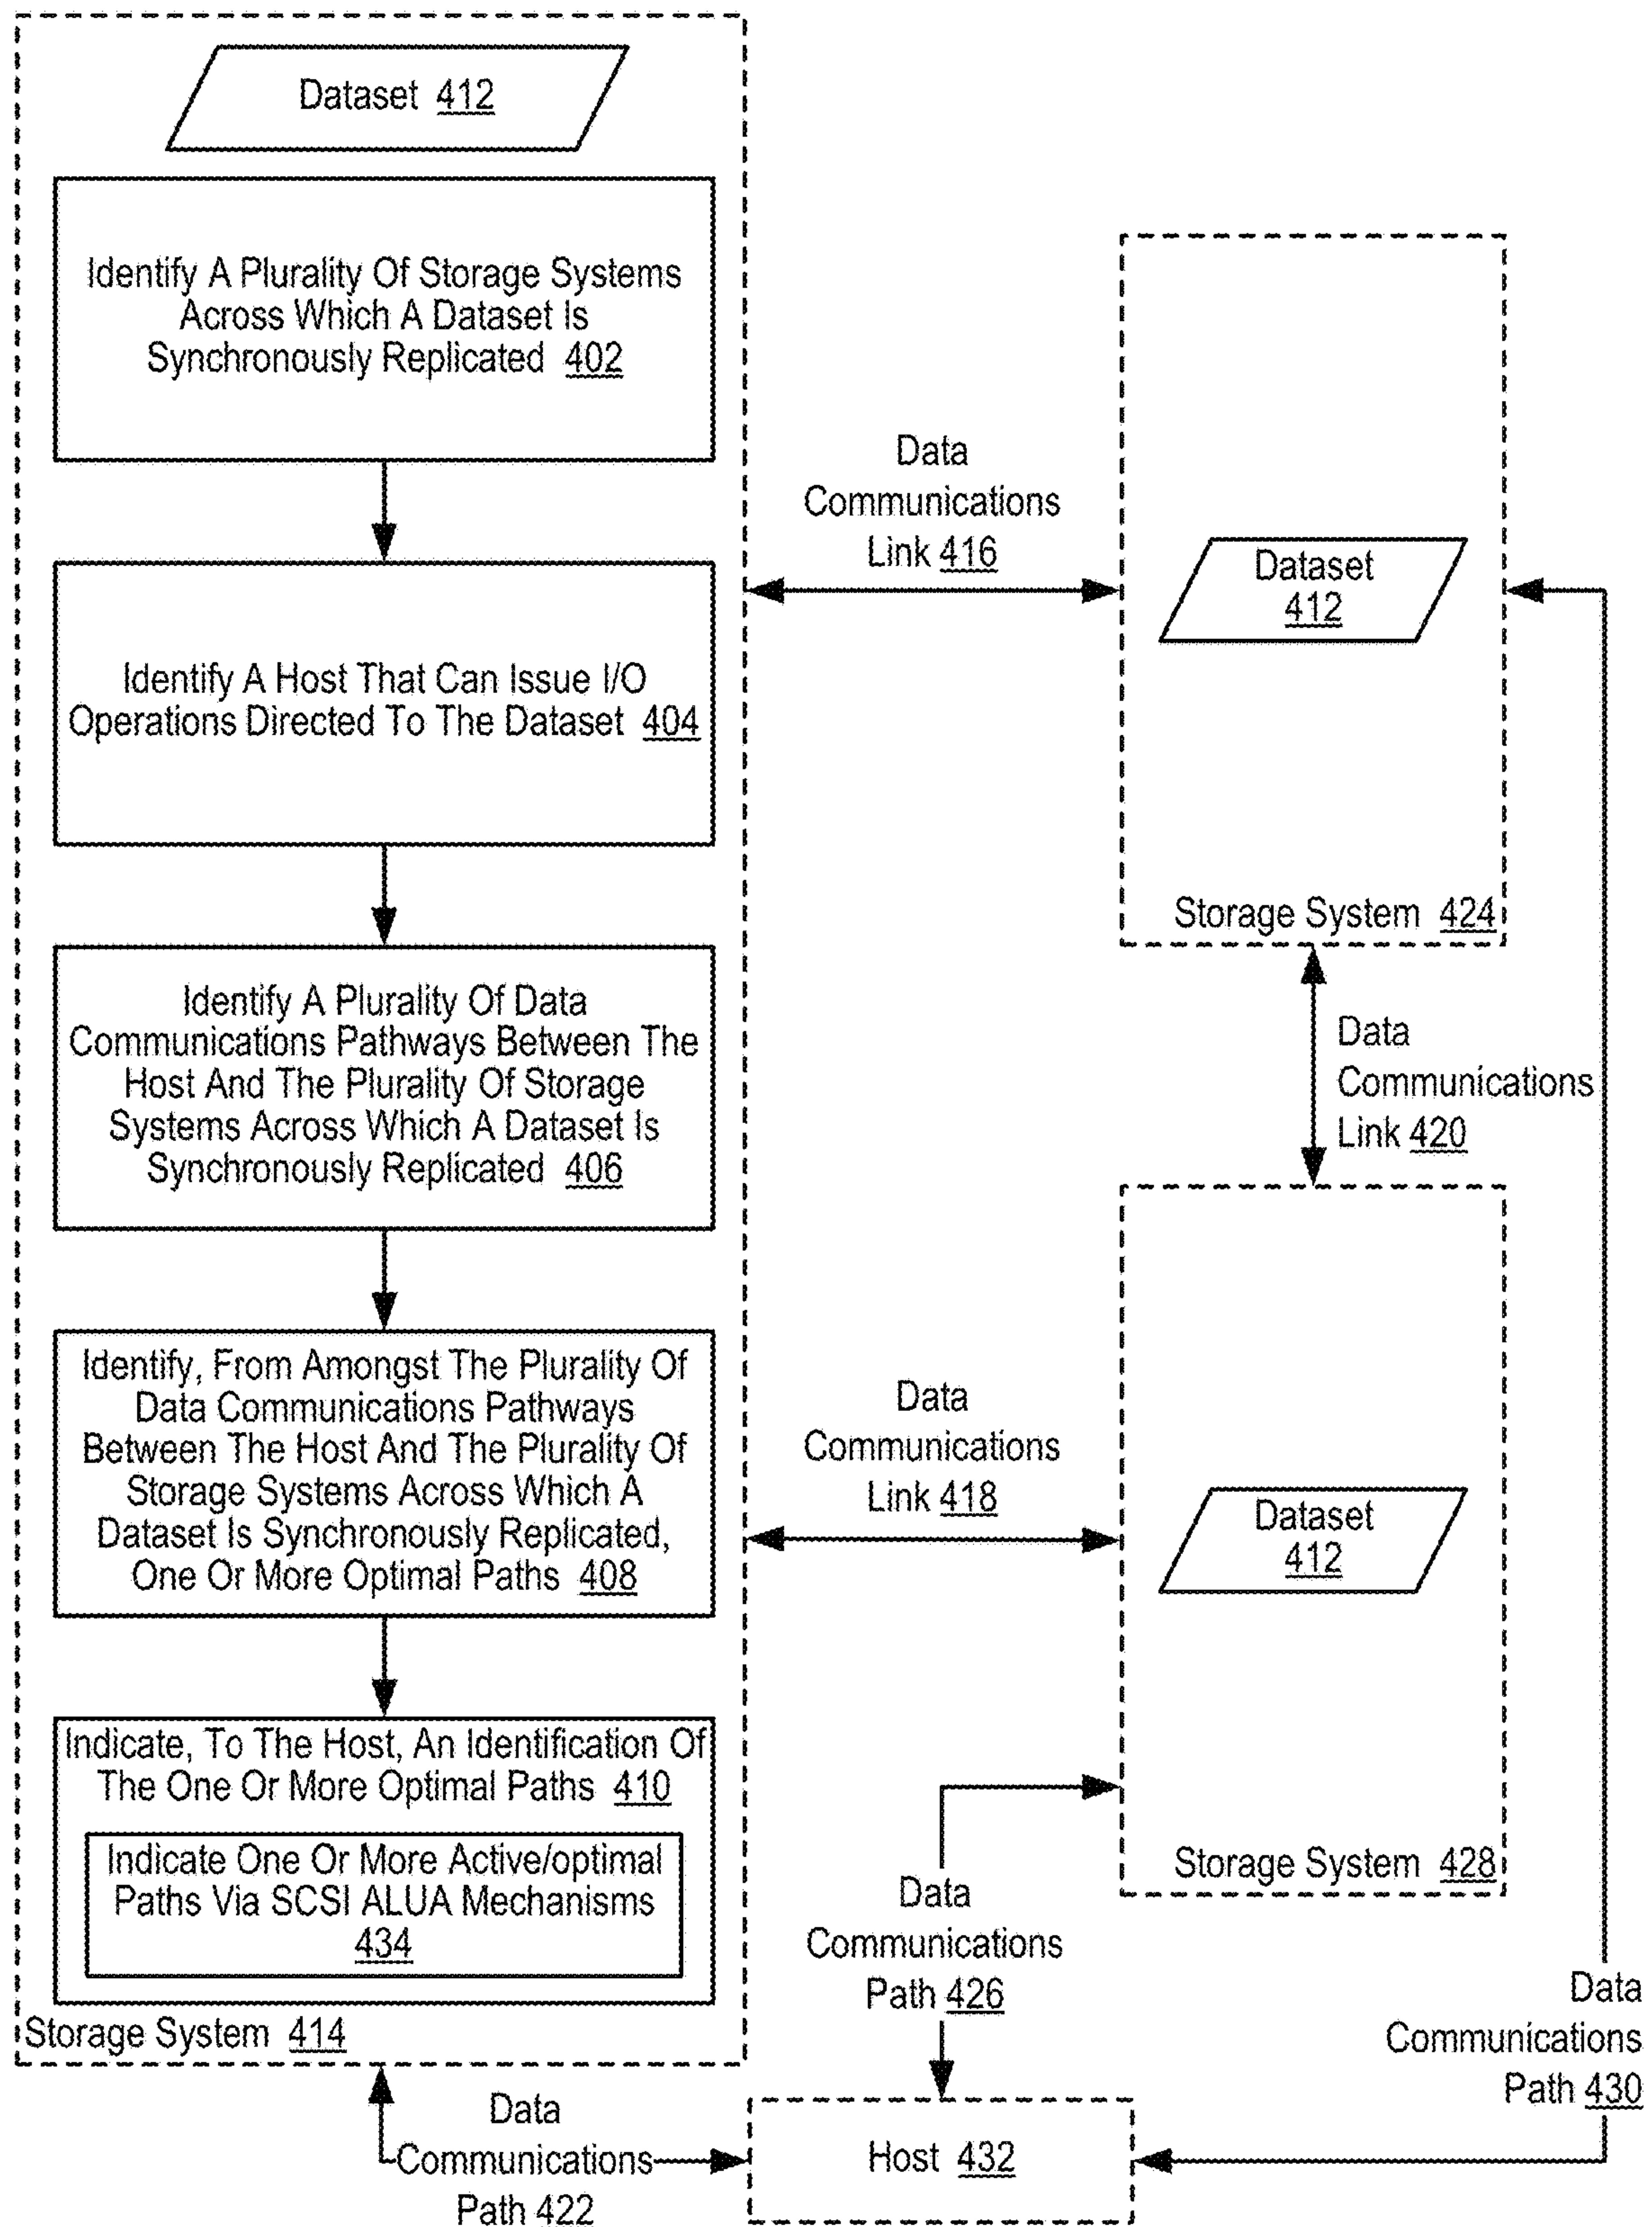 Dataset 412
Identify A Plurality Of Storage Systems
Across Which A Dataset Is
Synchronously Replicated 402
Identify A Host That Can Issue I/O
Operations Directed To The Dataset 404
Identify A Plurality Of Data
Communications Pathways Between The
Host And The Plurality Of Storage
Systems Across Which A Dataset Is
Synchronously Replicated 406
Identify, From Amongst The Plurality Of
Data Communications Pathways
Between The Host And The Plurality Of
Storage Systems Across Which A
Dataset Is Synchronously Replicated,
One Or More Optimal Paths 408
Indicate, To The Host, An Identification Of
The One Or More Optimal Paths 410
Indicate One Or More Active/optimal
Paths Via SCSI ALUA Mechanisms
434
Storage System 414
Data
Communications
Link 416
Dataset
412
Storage System 424
Data
Communications
Link 420
Data
Communications
Link 418
Dataset
412
Storage System 428
Data
Communications
Path 426
Data
Communications
Path 430
Data
Communications
Path 422
Host 432